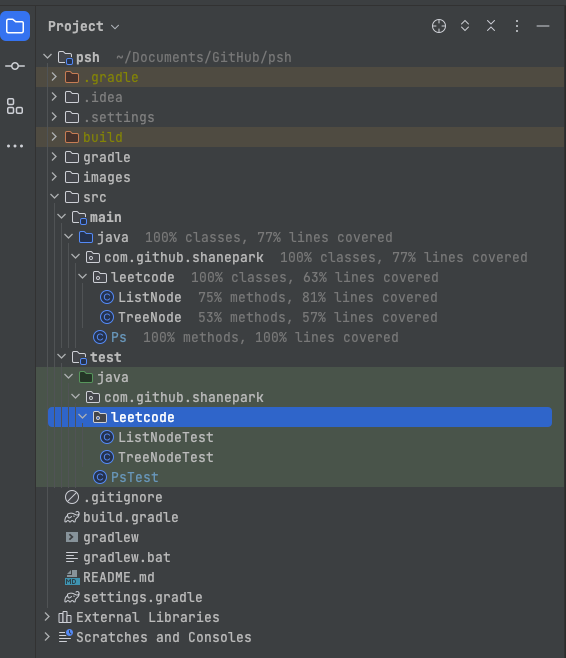 Project
psh ~/Documents/GitHub/psh
.gradle
.idea
.settings
build
gradle
images
src
main
java 100% classes, 77% lines covered
com.github.shanepark 100% classes, 77% lines covered
leetcode 100% classes, 63% lines covered
ListNode 75% methods, 81% lines covered
TreeNode 53% methods, 57% lines covered
Ps 100% methods, 100% lines covered
test
java
com.github.shanepark
leetcode
ListNodeTest
TreeNodeTest
PsTest
.gitignore
build.gradle
gradlew
gradlew.bat
README.md
settings.gradle
External Libraries
Scratches and Consoles